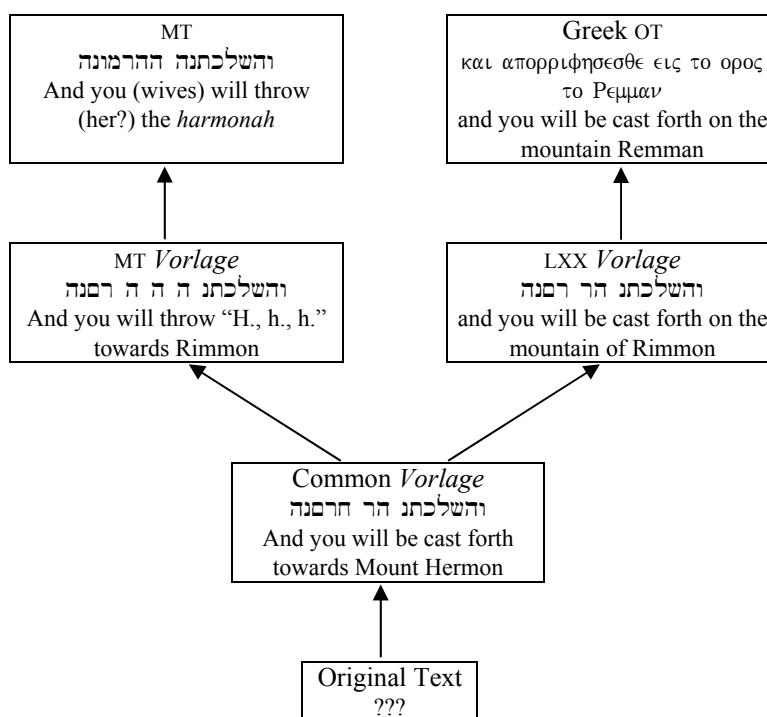 MT
והשלכתנה ההרמונה
And you (wives) will throw
(her?) the harmonah
Greek OT
και απορριφησεσθε εις το ορος
το Ρεμμαν
and you will be cast forth on the
mountain Remman
MT Vorlage
והשלכתנ ה ה ה רםנה
And you will throw “H., h., h.”
towards Rimmon
LXX Vorlage
והשלכתנ הר רםנה
and you will be cast forth on the
mountain of Rimmon
Common Vorlage
והשלכתנ הר חרםנה
And you will be cast forth
towards Mount Hermon
Original Text
???